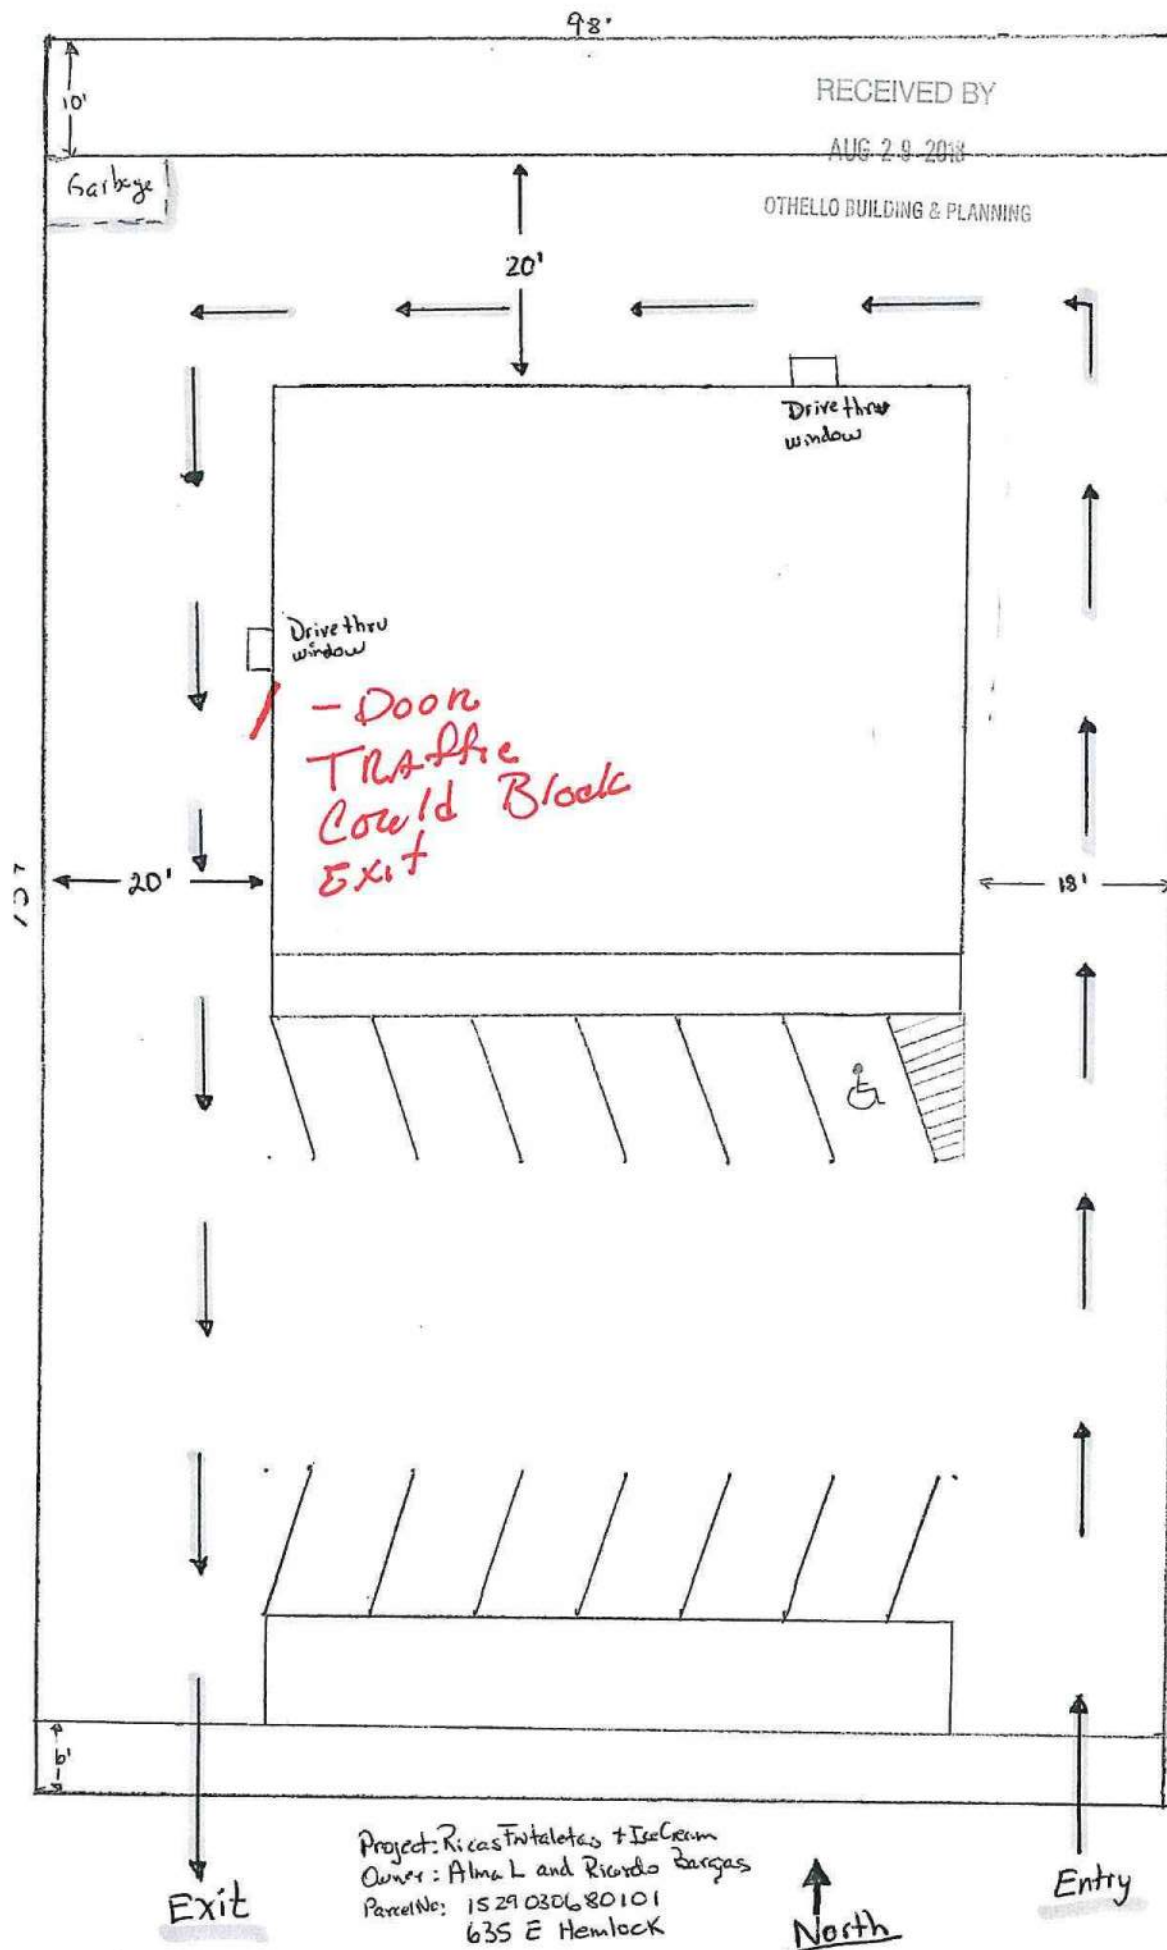 98'
10'
RECEIVED BY
AUG 29 2018
OTHELLO BUILDING & PLANNING
Garbage
20'
Drive thru
window
Drive thru
window
- Door
Traffic
Could Block
Exit
20'
18'
6'
Project: Ricas Frutaletas + Ice Cream
Owner: Alma L and Ricardo Bargas
Parcel No: 1529030680101
635 E Hemlock
Exit
North
Entry